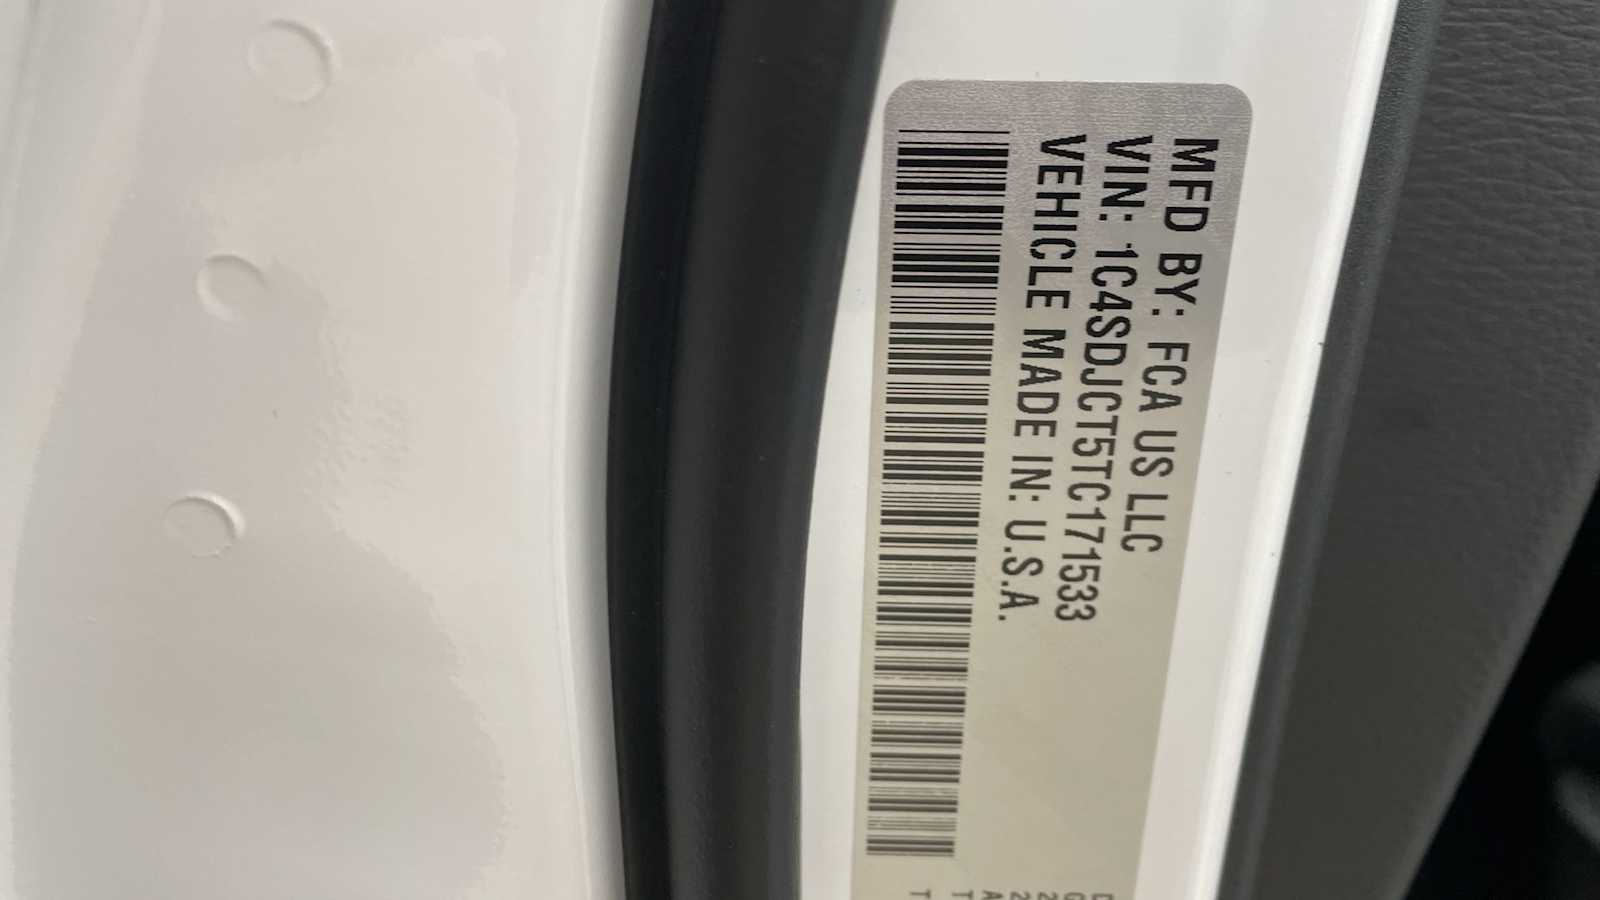 MFD BY: FCA US LLC
VIN: 1C4SDJCT5TC171533
VEHICLE MADE IN: U.S.A.